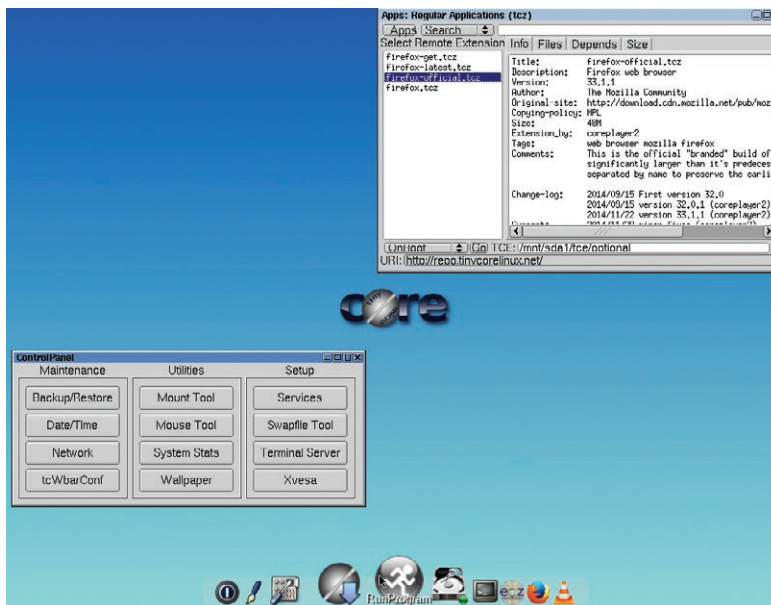 Apps: Regular Applications (tcz)
Apps Search
Select Remote Extension Info Files Depends Size
firefox-get.tcz
firefox-latest.tcz
firefox-official.tcz
firefox.tcz
Title: firefox-official.tcz
Description: Firefox web browser
Version: 33.1.1
Author: The Mozilla Community
Original-site: http://download.cdn.mozilla.net/pub/moz
Copying-policy: MPL
Size: 48M
Extension_by: coreplayer2
Tags: web browser mozilla firefox
Comments: This is the official "branded" build of
significantly larger than it's predeces
separated by name to preserve the earli
Change-log: 2014/09/15 First version 32.0
2014/09/15 version 32.0.1 (coreplayer2)
2014/11/22 version 33.1.1 (coreplayer2)
OnBoot Go TCE: /mnt/sda1/tce/optional
URI: http://repo.tinycorelinux.net/
core
tiny
micro
ControlPanel
Maintenance Utilities Setup
Backup/Restore Mount Tool Services
Date/Time Mouse Tool Swapfile Tool
Network System Stats Terminal Server
tcWbarConf Wallpaper Xvesa
ezz
RunProgram